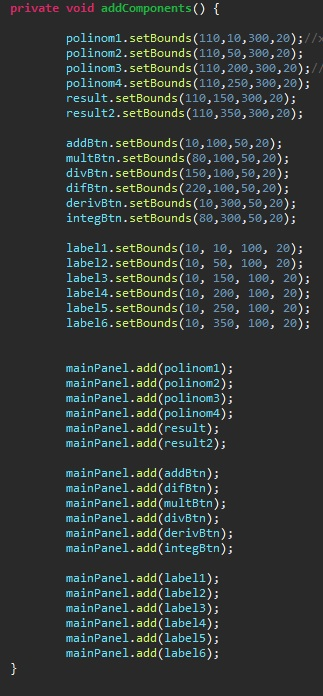 private void addComponents() {
polinom1.setBounds(110,10,300,20);//x
polinom2.setBounds(110,50,300,20);
polinom3.setBounds(110,200,300,20);//
polinom4.setBounds(110,250,300,20);
result.setBounds(110,150,300,20);
result2.setBounds(110,350,300,20);
addBtn.setBounds(10,100,50,20);
multBtn.setBounds(80,100,50,20);
divBtn.setBounds(150,100,50,20);
difBtn.setBounds(220,100,50,20);
derivBtn.setBounds(10,300,50,20);
integBtn.setBounds(80,300,50,20);
label1.setBounds(10, 10, 100, 20);
label2.setBounds(10, 50, 100, 20);
label3.setBounds(10, 150, 100, 20);
label4.setBounds(10, 200, 100, 20);
label5.setBounds(10, 250, 100, 20);
label6.setBounds(10, 350, 100, 20);
mainPanel.add(polinom1);
mainPanel.add(polinom2);
mainPanel.add(polinom3);
mainPanel.add(polinom4);
mainPanel.add(result);
mainPanel.add(result2);
mainPanel.add(addBtn);
mainPanel.add(difBtn);
mainPanel.add(multBtn);
mainPanel.add(divBtn);
mainPanel.add(derivBtn);
mainPanel.add(integBtn);
mainPanel.add(label1);
mainPanel.add(label2);
mainPanel.add(label3);
mainPanel.add(label4);
mainPanel.add(label5);
mainPanel.add(label6);
}